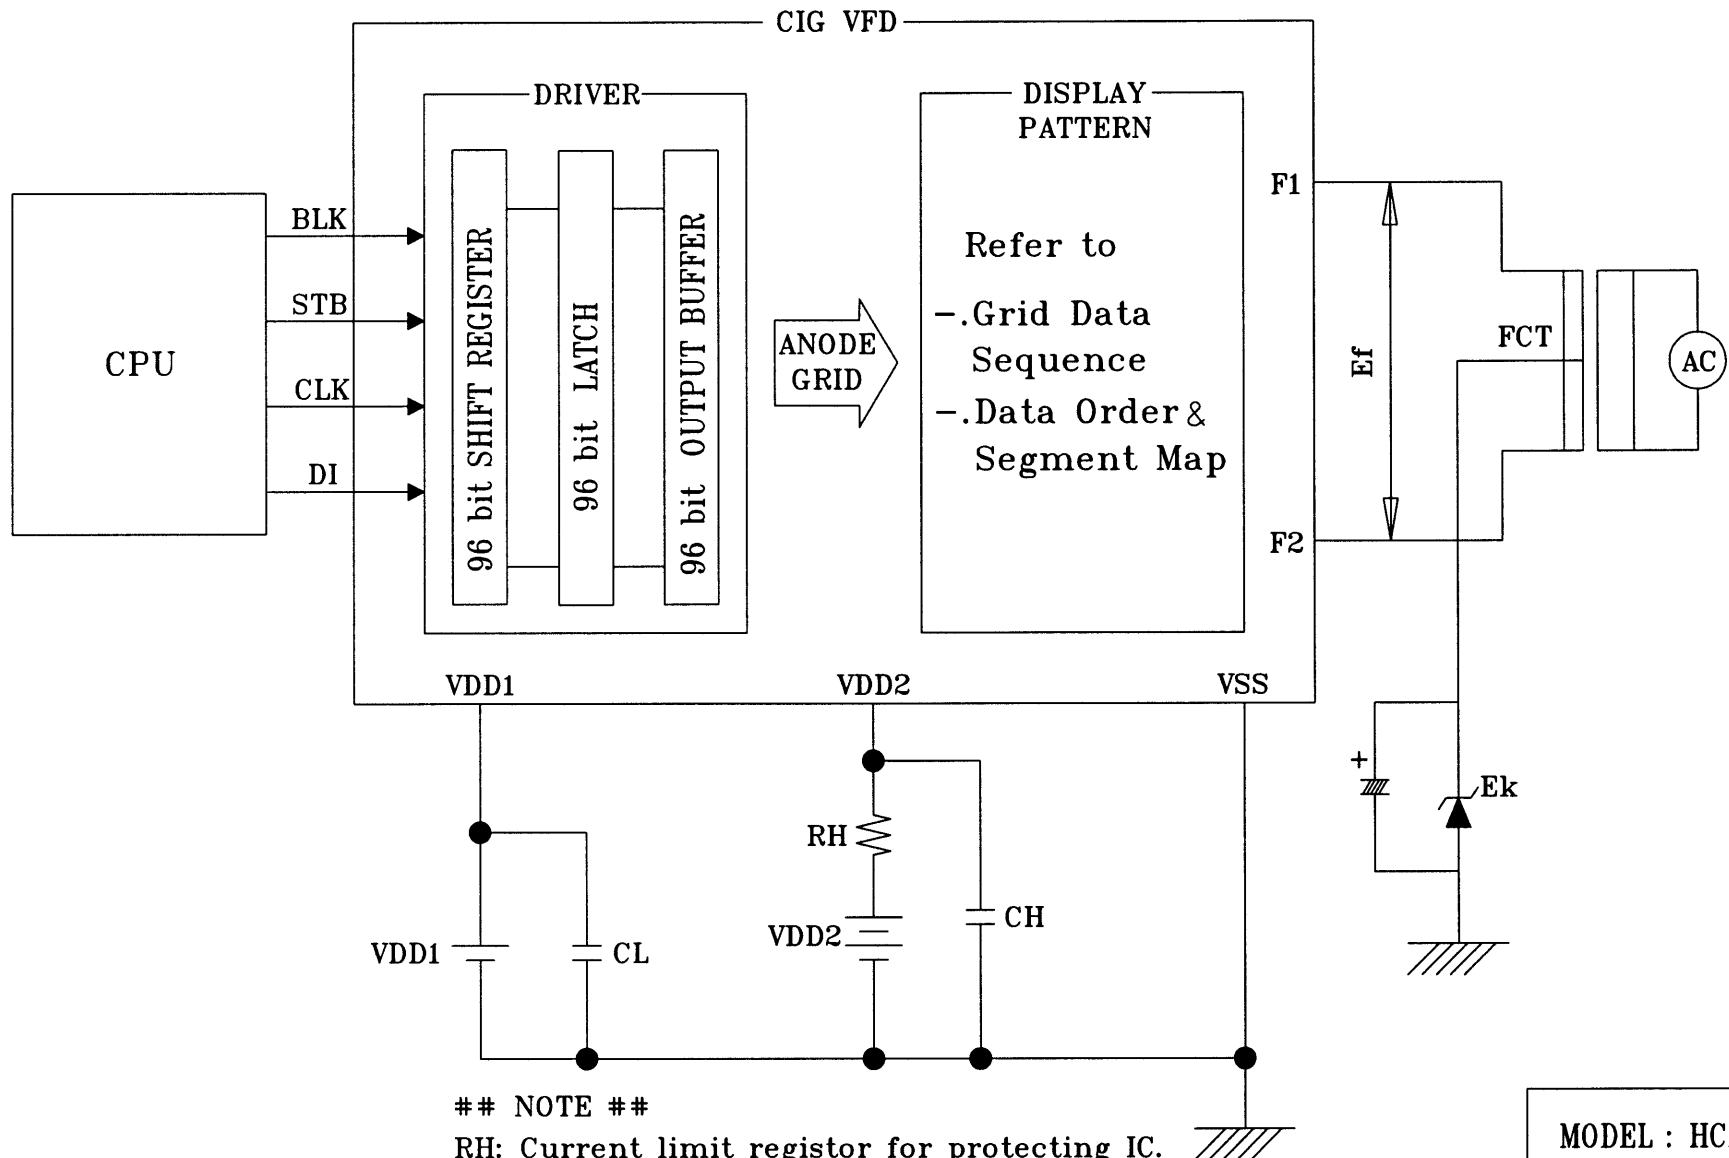 CIG VFD
DRIVER
DISPLAY
PATTERN
CPU
BLK
STB
CLK
DI
96 bit SHIFT REGISTER
96 bit LATCH
96 bit OUTPUT BUFFER
ANODE
GRID
Refer to
-.Grid Data
Sequence
-.Data Order &
Segment Map
F1
F2
Ef
FCT
AC
VDD1
VDD2
VSS
+
Ek
RH
VDD1
CL
VDD2
CH
## NOTE ##
RH: Current limit registor for protecting IC.
MODEL : HC